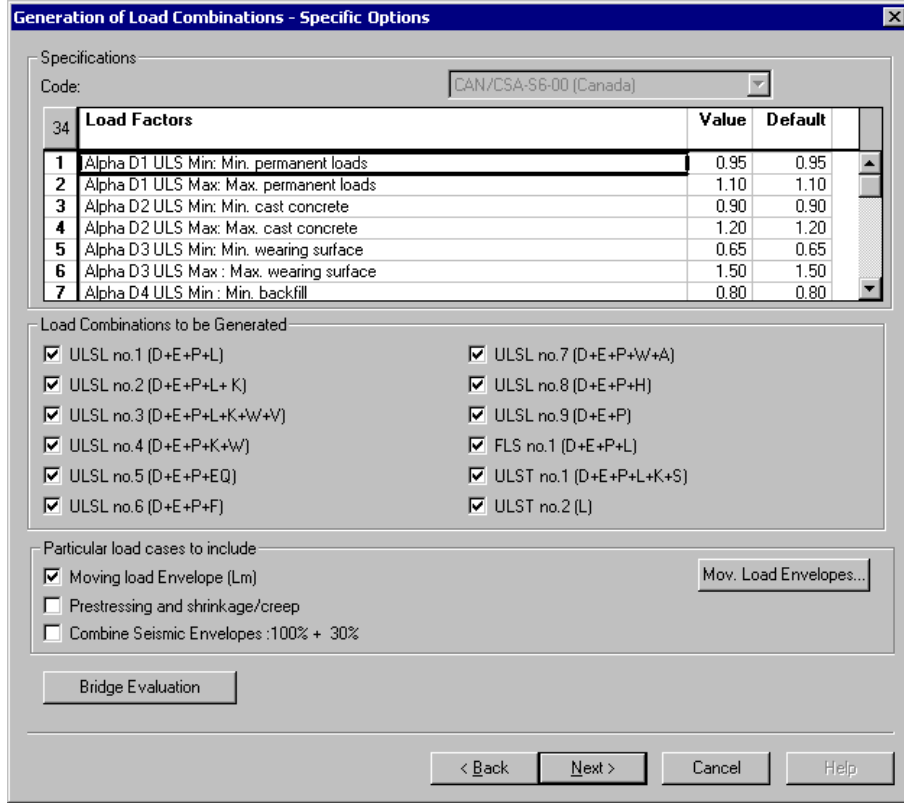 Generation of Load Combinations - Specific Options
Specifications
Code:
CAN/CSA-S6-00 (Canada)
34 Load Factors Value Default
1 Alpha D1 ULS Min: Min. permanent loads 0.95 0.95
2 Alpha D1 ULS Max: Max. permanent loads 1.10 1.10
3 Alpha D2 ULS Min: Min. cast concrete 0.90 0.90
4 Alpha D2 ULS Max: Max. cast concrete 1.20 1.20
5 Alpha D3 ULS Min: Min. wearing surface 0.65 0.65
6 Alpha D3 ULS Max : Max. wearing surface 1.50 1.50
7 Alpha D4 ULS Min : Min. backfill 0.80 0.80
Load Combinations to be Generated
ULSL no.1 (D+E+P+L)
ULSL no.2 (D+E+P+L+ K)
ULSL no.3 (D+E+P+L+K+W+V)
ULSL no.4 (D+E+P+K+W)
ULSL no.5 (D+E+P+EQ)
ULSL no.6 (D+E+P+F)
ULSL no.7 (D+E+P+W+A)
ULSL no.8 (D+E+P+H)
ULSL no.9 (D+E+P)
FLS no.1 (D+E+P+L)
ULST no.1 (D+E+P+L+K+S)
ULST no.2 (L)
Particular load cases to include
Moving load Envelope (Lm)
Mov. Load Envelopes...
Prestressing and shrinkage/creep
Combine Seismic Envelopes :100% + 30%
Bridge Evaluation
< Back
Next >
Cancel
Help